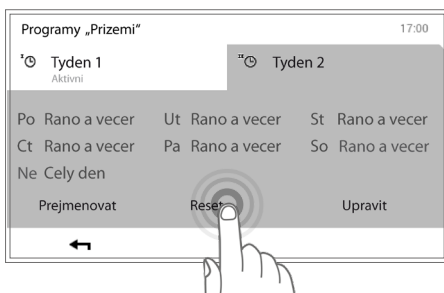 Programy „Prizemi“ 17:00
Tyden 1 Tyden 2
Aktivni
Po Rano a vecer Ut Rano a vecer St Rano a vecer
Ct Rano a vecer Pa Rano a vecer So Rano a vecer
Ne Cely den
Prejmenovat Reset Upravit